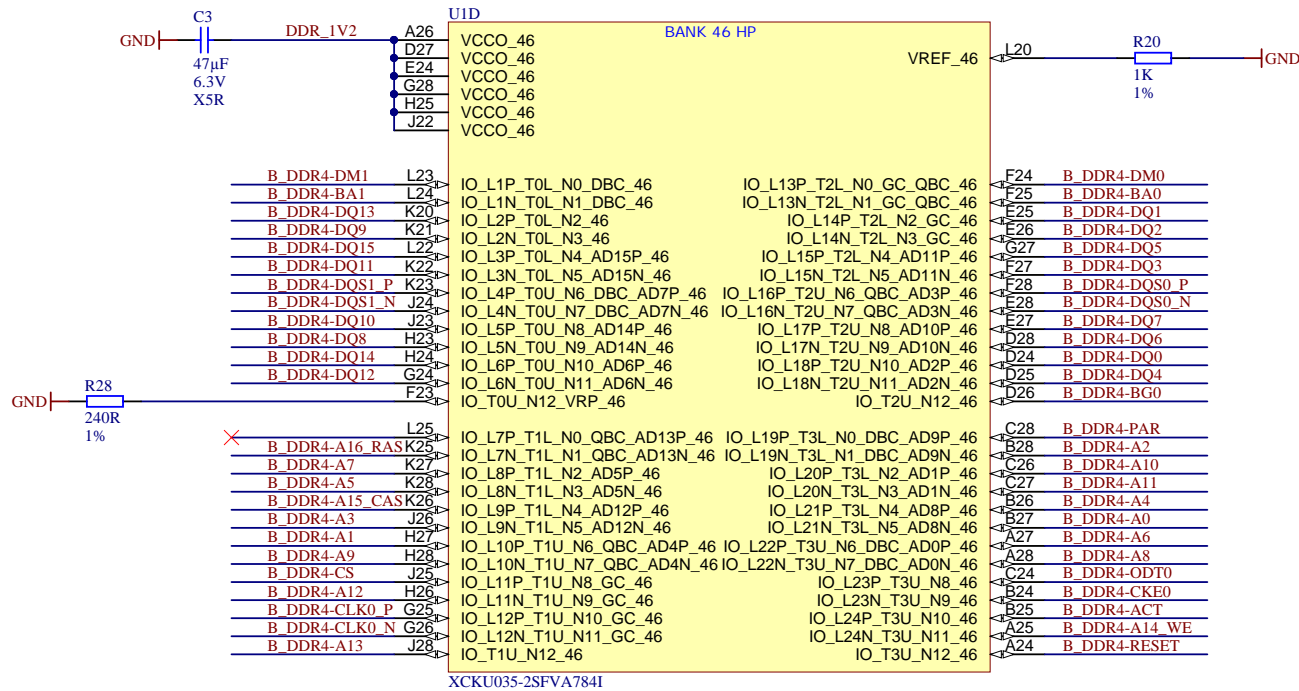 U1D
BANK 46 HP
C3
GND
47µF
6.3V
X5R
DDR_1V2
A26 VCCO_46
D27 VCCO_46
E24 VCCO_46
G28 VCCO_46
H25 VCCO_46
J22 VCCO_46
VREF_46 L20
R20
1K
1%
GND
B_DDR4-DM1 L23 IO_L1P_T0L_N0_DBC_46
B_DDR4-BA1 L24 IO_L1N_T0L_N1_DBC_46
B_DDR4-DQ13 K20 IO_L2P_T0L_N2_46
B_DDR4-DQ9 K21 IO_L2N_T0L_N3_46
B_DDR4-DQ15 L22 IO_L3P_T0L_N4_AD15P_46
B_DDR4-DQ11 K22 IO_L3N_T0L_N5_AD15N_46
B_DDR4-DQS1_P K23 IO_L4P_T0U_N6_DBC_AD7P_46
B_DDR4-DQS1_N J24 IO_L4N_T0U_N7_DBC_AD7N_46
B_DDR4-DQ10 J23 IO_L5P_T0U_N8_AD14P_46
B_DDR4-DQ8 H23 IO_L5N_T0U_N9_AD14N_46
B_DDR4-DQ14 H24 IO_L6P_T0U_N10_AD6P_46
B_DDR4-DQ12 G24 IO_L6N_T0U_N11_AD6N_46
GND
R28
240R
1%
F23 IO_T0U_N12_VRP_46
IO_L13P_T2L_N0_GC_QBC_46 F24 B_DDR4-DM0
IO_L13N_T2L_N1_GC_QBC_46 F25 B_DDR4-BA0
IO_L14P_T2L_N2_GC_46 E25 B_DDR4-DQ1
IO_L14N_T2L_N3_GC_46 E26 B_DDR4-DQ2
IO_L15P_T2L_N4_AD11P_46 G27 B_DDR4-DQ5
IO_L15N_T2L_N5_AD11N_46 F27 B_DDR4-DQ3
IO_L16P_T2U_N6_QBC_AD3P_46 F28 B_DDR4-DQS0_P
IO_L16N_T2U_N7_QBC_AD3N_46 E28 B_DDR4-DQS0_N
IO_L17P_T2U_N8_AD10P_46 E27 B_DDR4-DQ7
IO_L17N_T2U_N9_AD10N_46 D28 B_DDR4-DQ6
IO_L18P_T2U_N10_AD2P_46 D24 B_DDR4-DQ0
IO_L18N_T2U_N11_AD2N_46 D25 B_DDR4-DQ4
IO_T2U_N12_46 D26 B_DDR4-BG0
L25 IO_L7P_T1L_N0_QBC_AD13P_46
B_DDR4-A16_RAS K25 IO_L7N_T1L_N1_QBC_AD13N_46
B_DDR4-A7 K27 IO_L8P_T1L_N2_AD5P_46
B_DDR4-A5 K28 IO_L8N_T1L_N3_AD5N_46
B_DDR4-A15_CAS K26 IO_L9P_T1L_N4_AD12P_46
B_DDR4-A3 J26 IO_L9N_T1L_N5_AD12N_46
B_DDR4-A1 H27 IO_L10P_T1U_N6_QBC_AD4P_46
B_DDR4-A9 H28 IO_L10N_T1U_N7_QBC_AD4N_46
B_DDR4-CS J25 IO_L11P_T1U_N8_GC_46
B_DDR4-A12 H26 IO_L11N_T1U_N9_GC_46
B_DDR4-CLK0_P G25 IO_L12P_T1U_N10_GC_46
B_DDR4-CLK0_N G26 IO_L12N_T1U_N11_GC_46
B_DDR4-A13 J28 IO_T1U_N12_46
IO_L19P_T3L_N0_DBC_AD9P_46 C28 B_DDR4-PAR
IO_L19N_T3L_N1_DBC_AD9N_46 B28 B_DDR4-A2
IO_L20P_T3L_N2_AD1P_46 C26 B_DDR4-A10
IO_L20N_T3L_N3_AD1N_46 C27 B_DDR4-A11
IO_L21P_T3L_N4_AD8P_46 B26 B_DDR4-A4
IO_L21N_T3L_N5_AD8N_46 B27 B_DDR4-A0
IO_L22P_T3U_N6_DBC_AD0P_46 A27 B_DDR4-A6
IO_L22N_T3U_N7_DBC_AD0N_46 A28 B_DDR4-A8
IO_L23P_T3U_N8_46 C24 B_DDR4-ODT0
IO_L23N_T3U_N9_46 B24 B_DDR4-CKE0
IO_L24P_T3U_N10_46 B25 B_DDR4-ACT
IO_L24N_T3U_N11_46 A25 B_DDR4-A14_WE
IO_T3U_N12_46 A24 B_DDR4-RESET
XCKU035-2SFVA784I